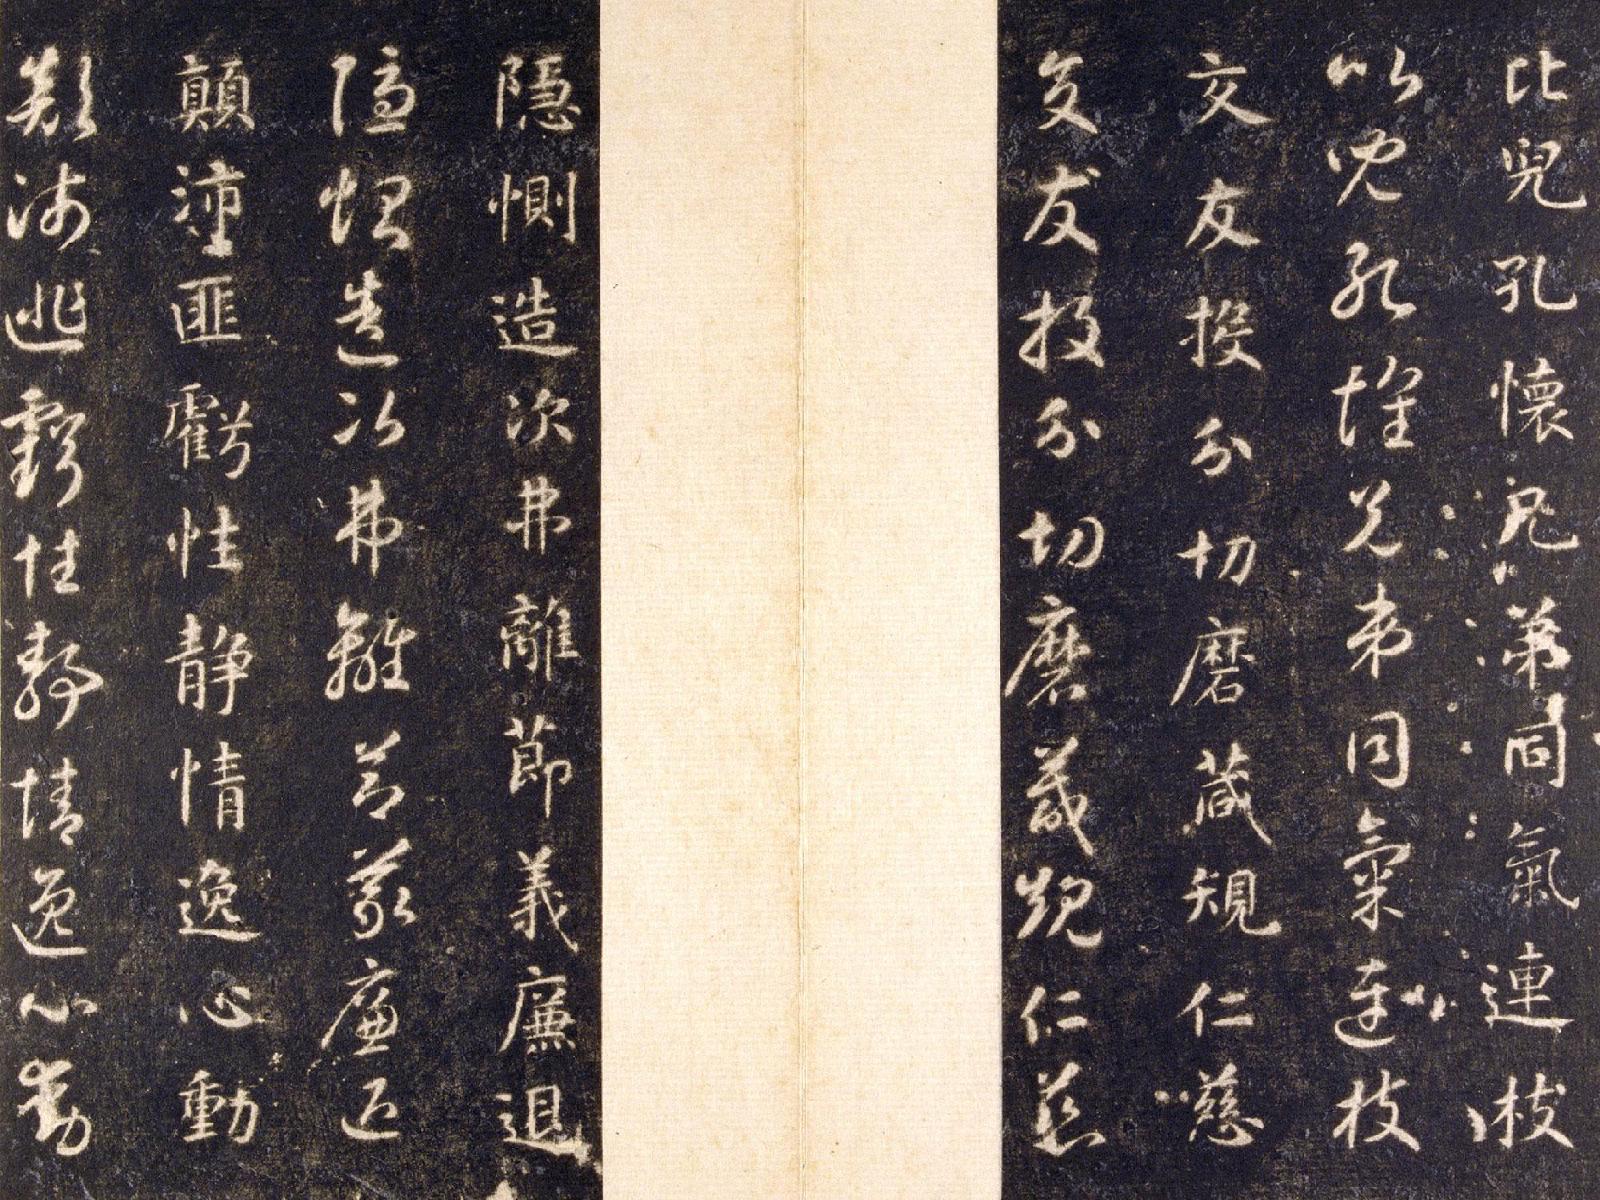 比兒孔懷兄弟同氣連枝
比兒孔懷兄弟同氣連枝
交友投分切磨箴規仁慈
交友投分切磨箴規仁慈
隱惻造次弗離節義廉退
隱惻造次弗離節義廉退
顛沛匪虧性静情逸心動
顛沛匪虧性静情逸心動